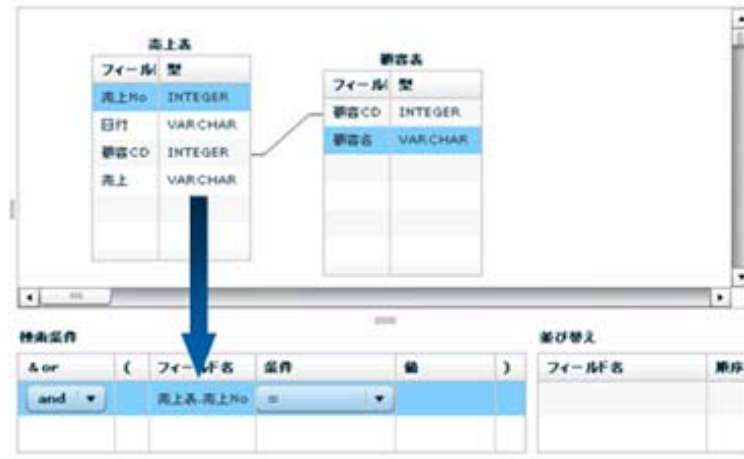 売上表
フィール 型
売上No INTEGER
日付 VARCHAR
顧客CD INTEGER
売上 VARCHAR
顧客表
フィール 型
顧客CD INTEGER
顧客名 VARCHAR
検索条件
& or ( フィールド名 条件 値 )
and 売上表.売上No =
並び替え
フィールド名 順序